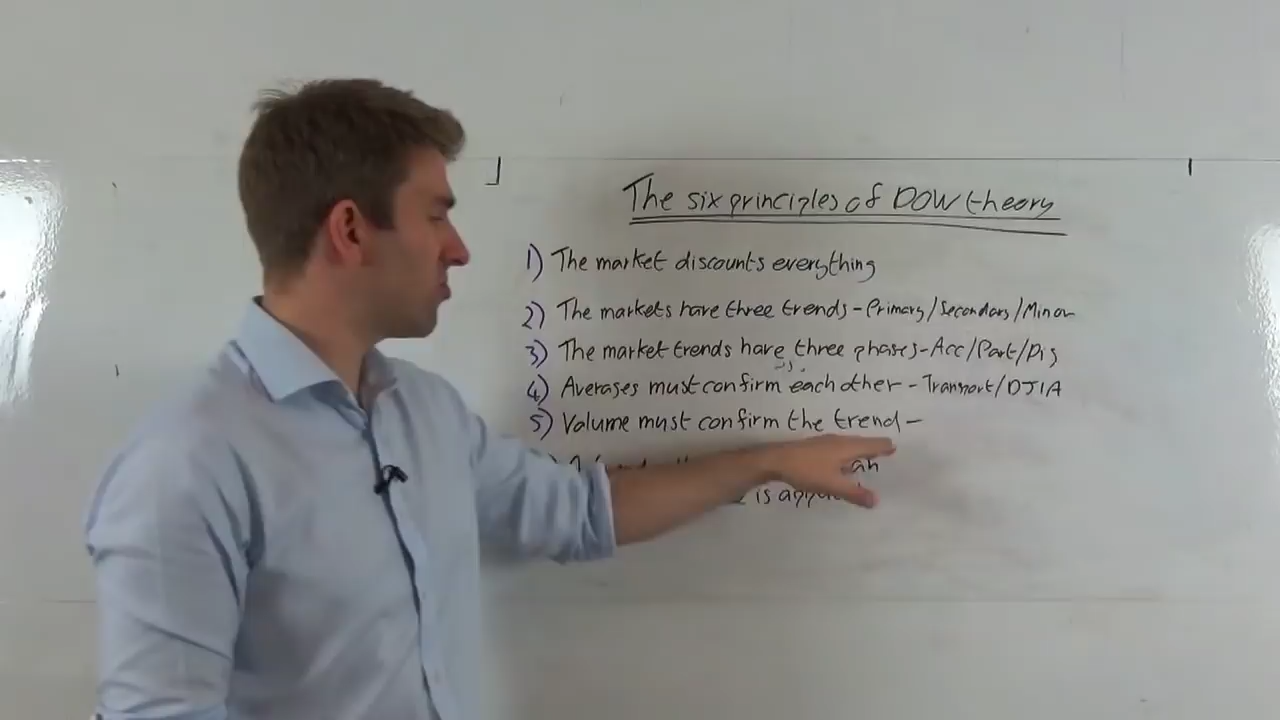 The six principles of DOW theory
1) The market discounts everything
2) The markets have three trends - Primary/Secondary/Minor
3) The market trends have three phases - Acc/Part/Dis
4) Averages must confirm each other - Transport/DJIA
5) Volume must confirm the trend -
an
is